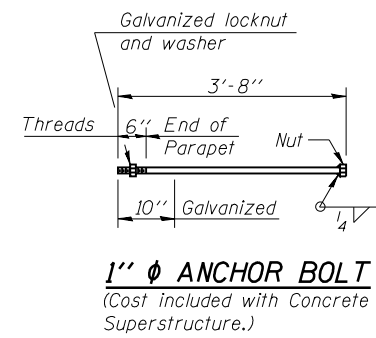 Galvanized locknut
and washer
3'-8''
Threads
6''
End of
Parapet
Nut
10''
Galvanized
1/4
1'' ϕ ANCHOR BOLT
(Cost included with Concrete
Superstructure.)